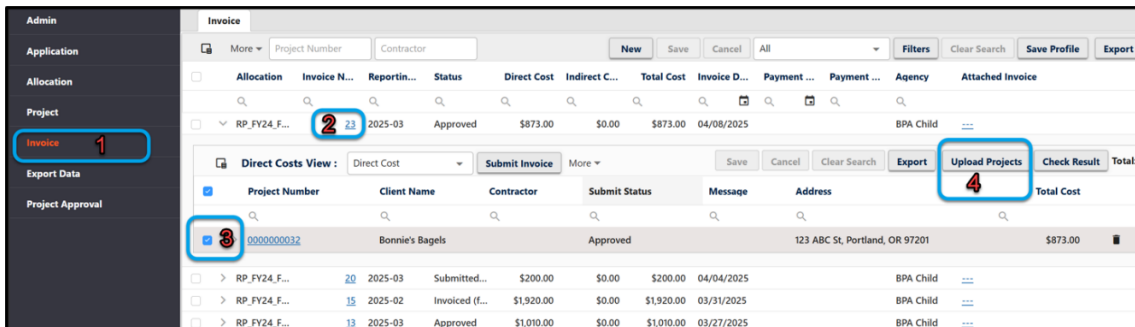 Admin
Application
Allocation
Project
Invoice
1
Export Data
Project Approval
Invoice
More Project Number Contractor New Save Cancel All Filters Clear Search Save Profile Export
Allocation Invoice N... Reportin... Status Direct Cost Indirect C... Total Cost Invoice D... Payment ... Payment ... Agency Attached Invoice
RP_FY24_F... 2 23 2025-03 Approved $873.00 $0.00 $873.00 04/08/2025 BPA Child ---
Direct Costs View : Direct Cost Submit Invoice More Save Cancel Clear Search Export Upload Projects Check Result Total:
4
Project Number Client Name Contractor Submit Status Message Address Total Cost
3 0000000032 Bonnie's Bagels Approved 123 ABC St, Portland, OR 97201 $873.00
RP_FY24_F... 20 2025-03 Submitted... $200.00 $0.00 $200.00 04/04/2025 BPA Child ---
RP_FY24_F... 15 2025-02 Invoiced (f... $1,920.00 $0.00 $1,920.00 03/31/2025 BPA Child ---
RP_FY24_F... 13 2025-03 Approved $1,010.00 $0.00 $1,010.00 03/27/2025 BPA Child ---